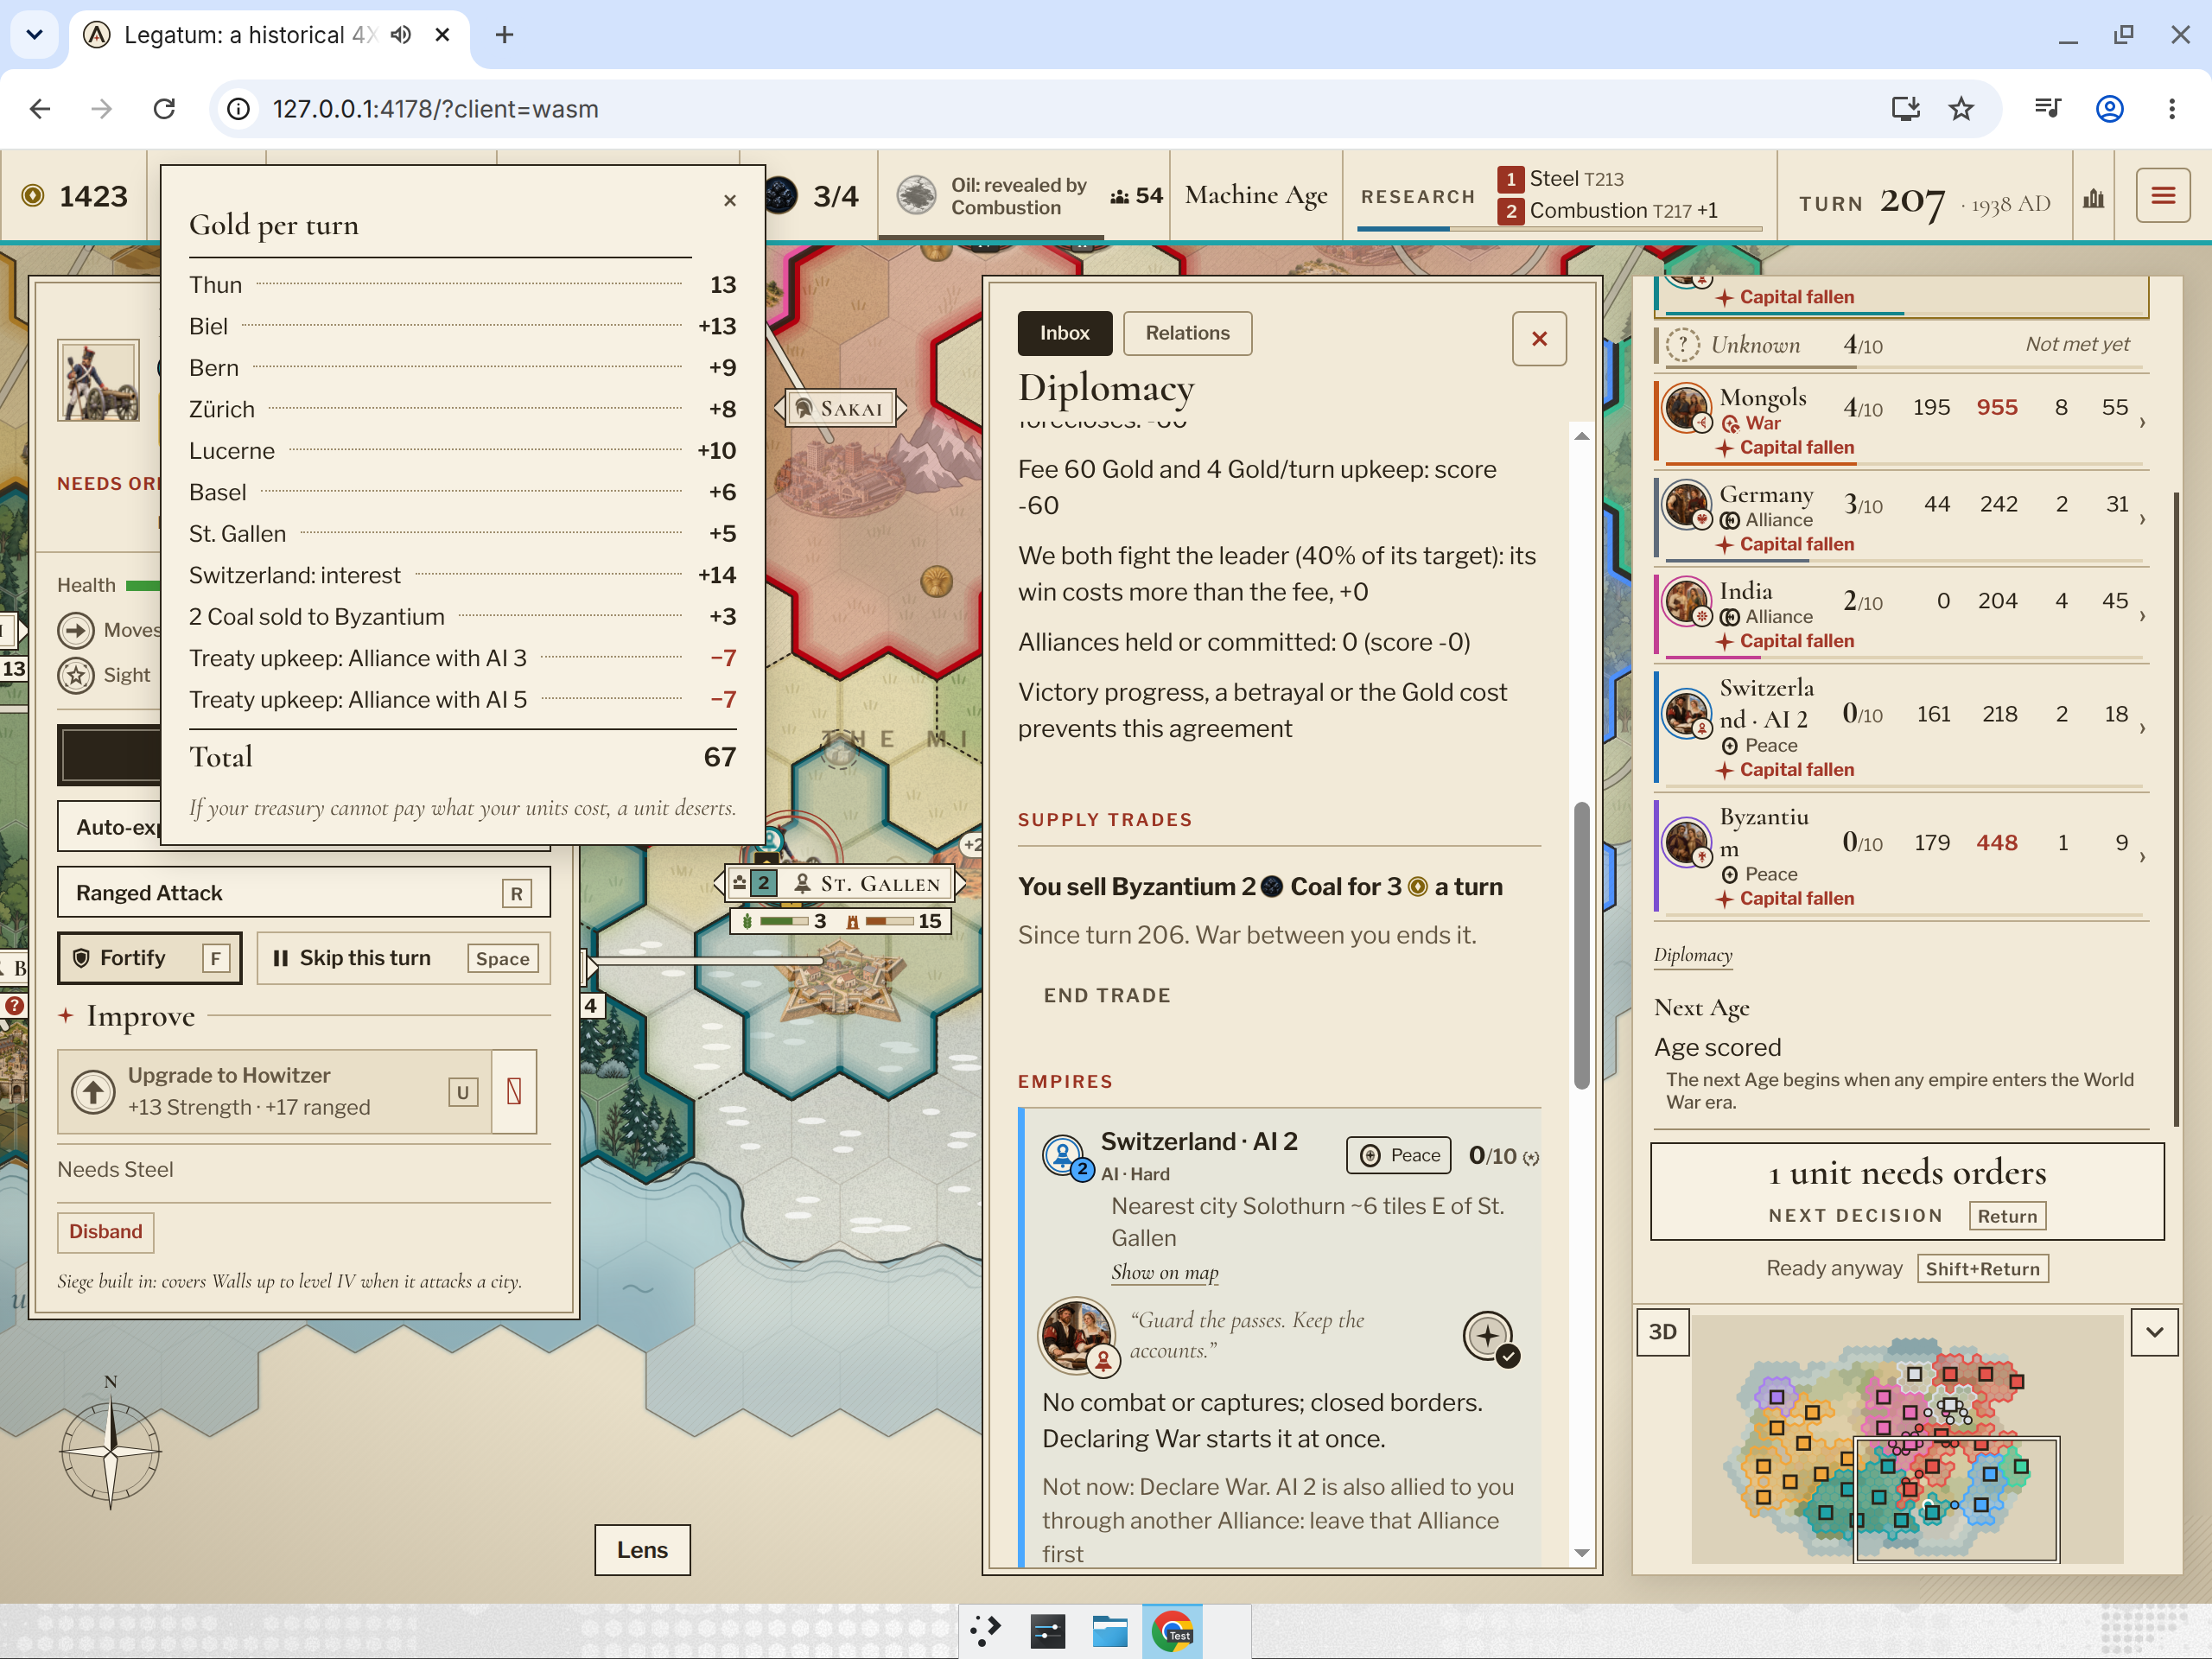 Legatum: a historical 4X
127.0.0.1:4178/?client=wasm
1423
3/4
Oil: revealed by
Combustion
54
Machine Age
RESEARCH
1 Steel T213
2 Combustion T217 +1
TURN 207 · 1938 AD
Gold per turn
×
Thun 13
Biel +13
Bern +9
Zürich +8
Lucerne +10
Basel +6
St. Gallen +5
Switzerland: interest +14
2 Coal sold to Byzantium +3
Treaty upkeep: Alliance with AI 3 −7
Treaty upkeep: Alliance with AI 5 −7
Total 67
If your treasury cannot pay what your units cost, a unit deserts.
NEEDS OR
Health
Moves
Sight
13
Auto-exp
Ranged Attack R
Fortify F
Skip this turn Space
B
?
4
Improve
Upgrade to Howitzer
+13 Strength · +17 ranged
U
Needs Steel
Disband
Siege built in: covers Walls up to level IV when it attacks a city.
u
N
Lens
SAKAI
THE MI
+2
2 ST. GALLEN
3 15
Inbox
Relations
×
Diplomacy
forecloses: -60
Fee 60 Gold and 4 Gold/turn upkeep: score
-60
We both fight the leader (40% of its target): its
win costs more than the fee, +0
Alliances held or committed: 0 (score -0)
Victory progress, a betrayal or the Gold cost
prevents this agreement
SUPPLY TRADES
You sell Byzantium 2 Coal for 3 a turn
Since turn 206. War between you ends it.
END TRADE
EMPIRES
Switzerland · AI 2
AI · Hard
2
Peace
0/10
Nearest city Solothurn ~6 tiles E of St.
Gallen
Show on map
“Guard the passes. Keep the
accounts.”
No combat or captures; closed borders.
Declaring War starts it at once.
Not now: Declare War. AI 2 is also allied to you
through another Alliance: leave that Alliance
first
Capital fallen
? Unknown 4/10 Not met yet
Mongols 4/10 195 955 8 55
War
Capital fallen
Germany 3/10 44 242 2 31
Alliance
Capital fallen
India 2/10 0 204 4 45
Alliance
Capital fallen
Switzerla
nd · AI 2 0/10 161 218 2 18
Peace
Capital fallen
Byzantiu
m 0/10 179 448 1 9
Peace
Capital fallen
Diplomacy
Next Age
Age scored
The next Age begins when any empire enters the World
War era.
1 unit needs orders
NEXT DECISION Return
Ready anyway Shift+Return
3D
Test